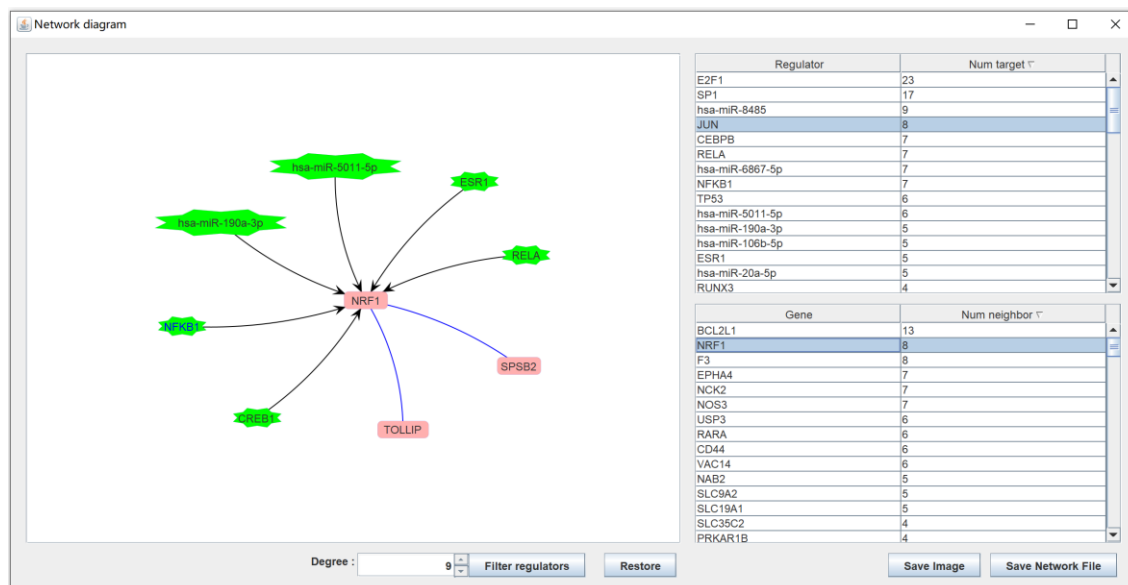 Network diagram
hsa-miR-5011-5p
ESR1
hsa-miR-190a-3p
RELA
NRF1
NFKB1
SPSB2
CREB1
TOLLIP
Regulator Num target
E2F1 23
SP1 17
hsa-miR-8485 9
JUN 8
CEBPB 7
RELA 7
hsa-miR-6867-5p 7
NFKB1 7
TP53 6
hsa-miR-5011-5p 6
hsa-miR-190a-3p 5
hsa-miR-106b-5p 5
ESR1 5
hsa-miR-20a-5p 5
RUNX3 4
Gene Num neighbor
BCL2L1 13
NRF1 8
F3 8
EPHA4 7
NCK2 7
NOS3 7
USP3 6
RARA 6
CD44 6
VAC14 6
NAB2 5
SLC9A2 5
SLC19A1 5
SLC35C2 4
PRKAR1B 4
Degree : 9 Filter regulators Restore Save Image Save Network File